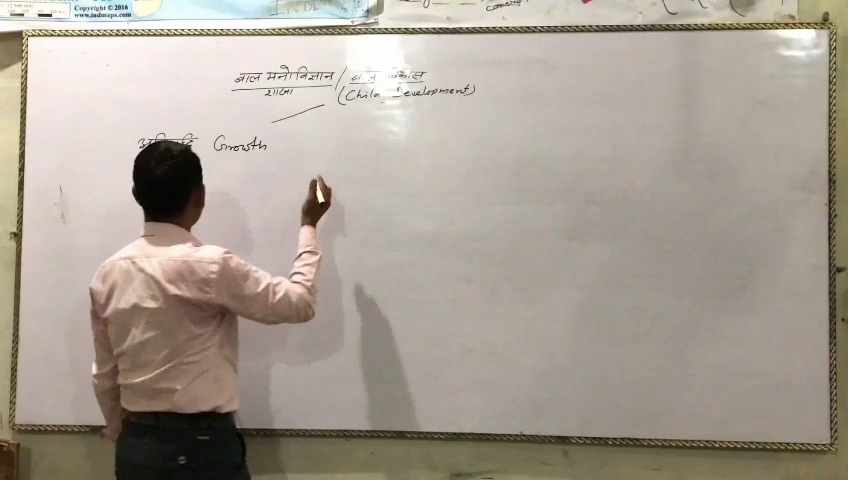 Copyright © 2016
www.indmaps.com
बाल मनोविज्ञान / बाल विकास
शाखा (Child Development)
Growth